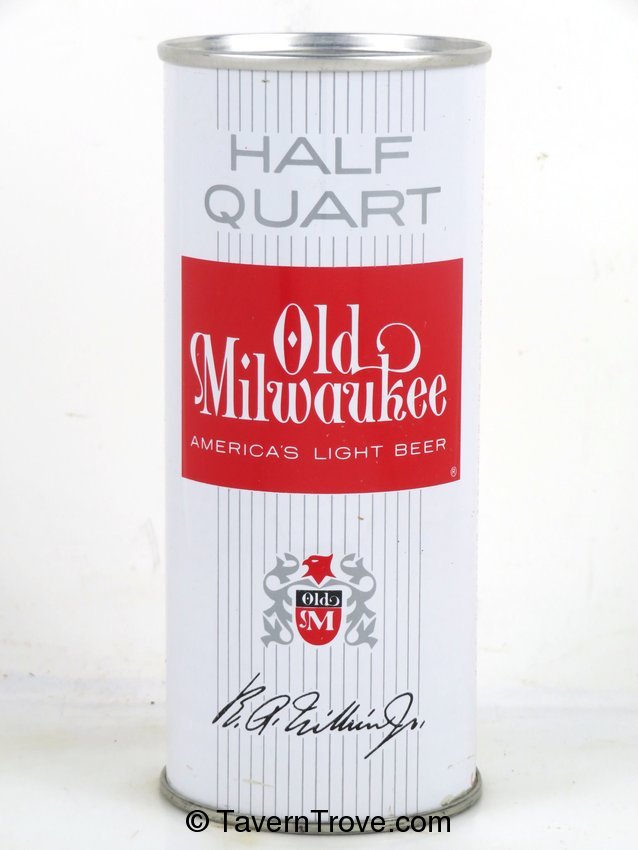 HALF
QUART
Old
Milwaukee
AMERICA'S LIGHT BEER
®
Old
M
© TavernTrove.com